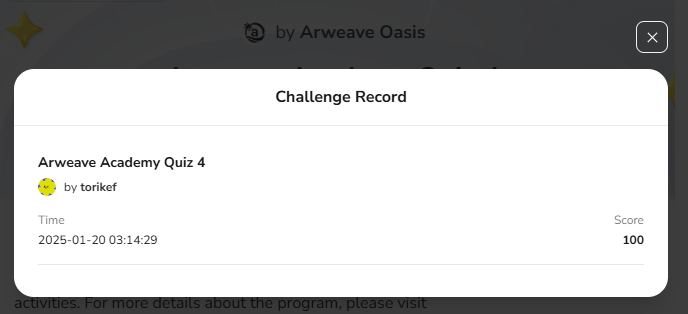 by Arweave Oasis
Challenge Record
Arweave Academy Quiz 4
by torikef
Time
Score
2025-01-20 03:14:29
100
activities. For more details about the program, please visit